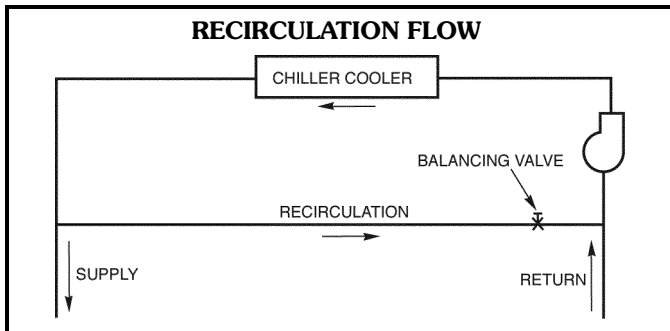 RECIRCULATION FLOW
CHILLER COOLER
BALANCING VALVE
RECIRCULATION
SUPPLY
RETURN